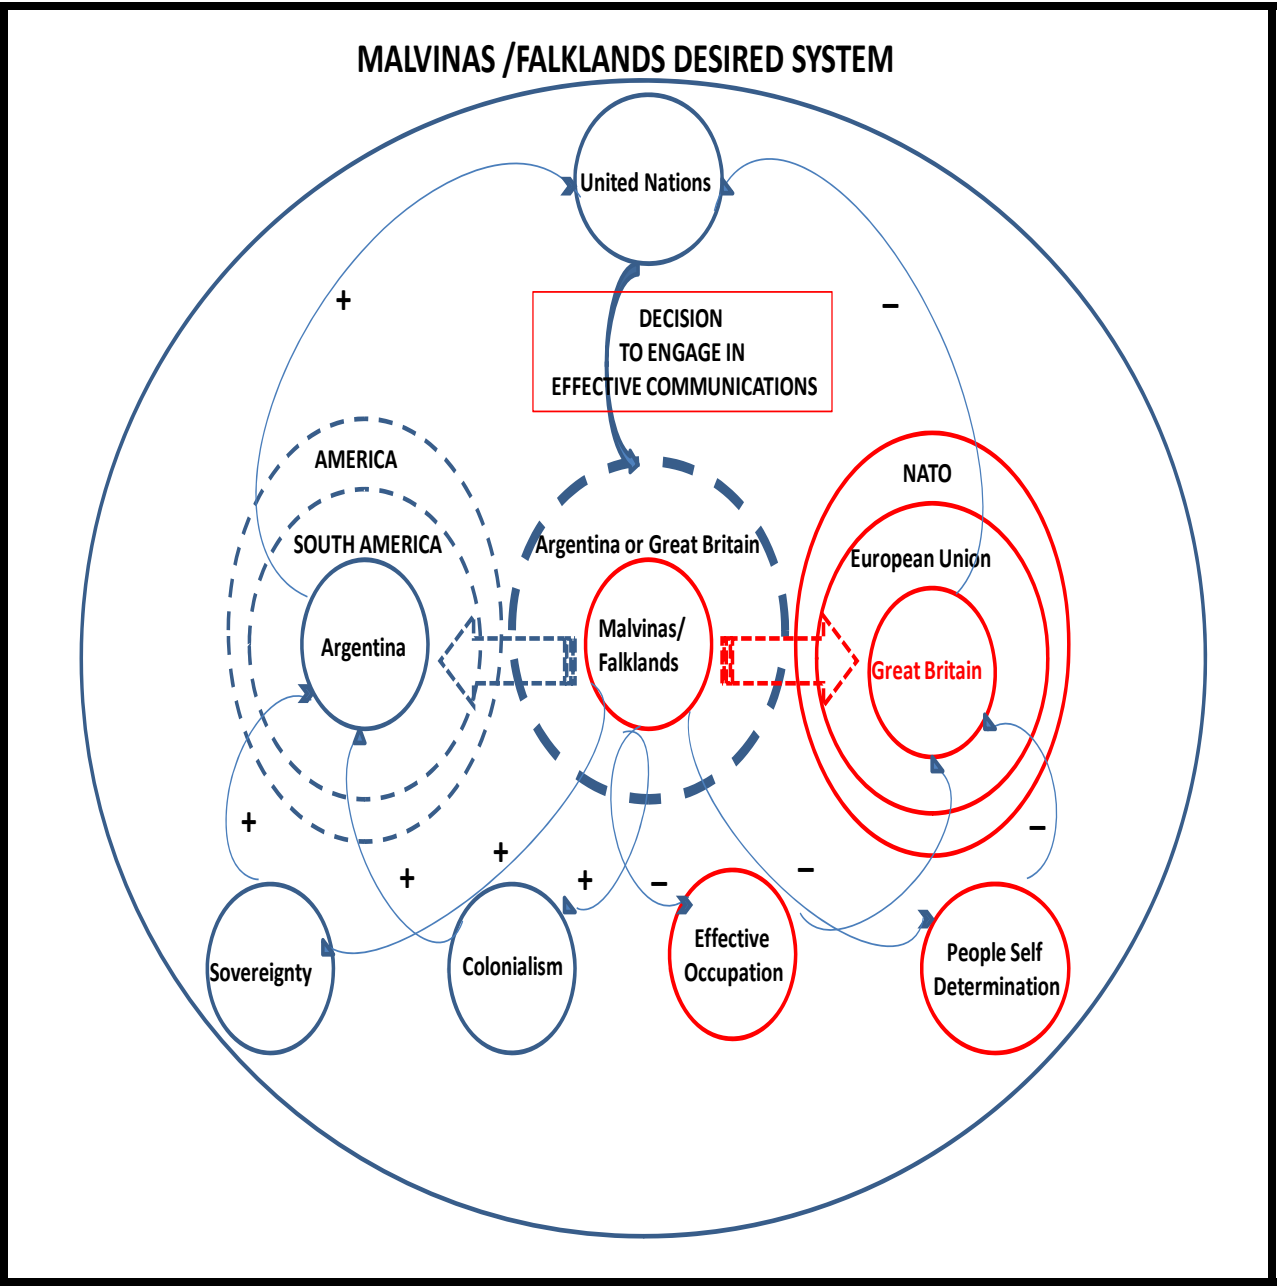 MALVINAS /FALKLANDS DESIRED SYSTEM
United Nations
+
−
DECISION
TO ENGAGE IN
EFFECTIVE COMMUNICATIONS
AMERICA
NATO
SOUTH AMERICA
Argentina or Great Britain
European Union
Argentina
Malvinas/
Falklands
Great Britain
+
−
+
+
+
−
−
Sovereignty
Colonialism
Effective
Occupation
People Self
Determination